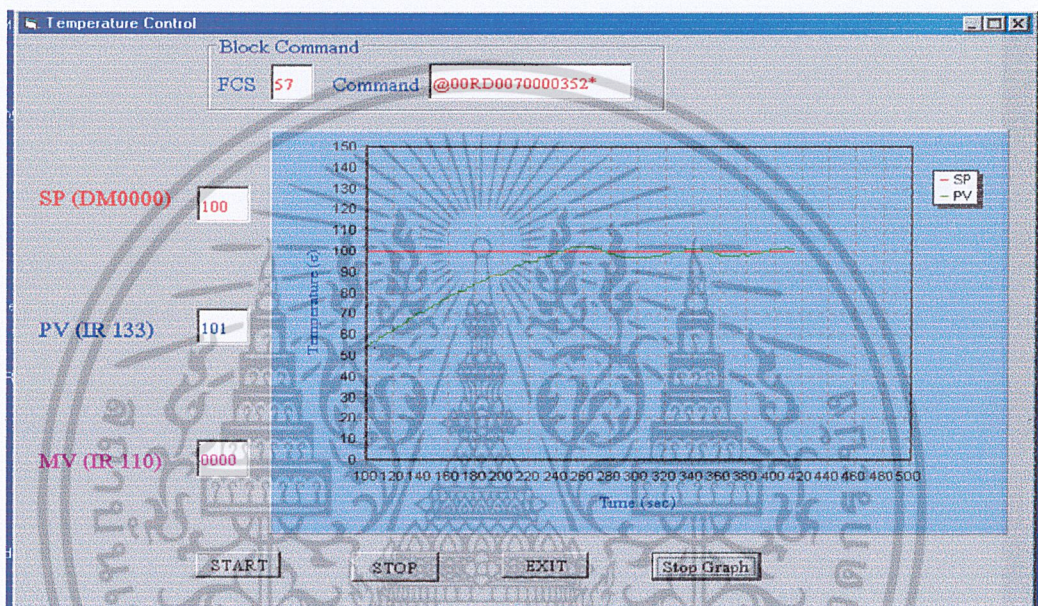 Temperature Control
Block Command
FCS 57 Command @00RD0070000352*
SP (DM0000) 100
PV (IR 133) 101
MV (IR 110) 0000
150
140
130
120
110
100
90
80
70
60
50
40
30
20
10
0
Temperature (c)
100 120 140 160 180 200 220 240 260 280 300 320 340 360 380 400 420 440 460 480 500
Time (sec)
SP
PV
START STOP EXIT Stop Graph